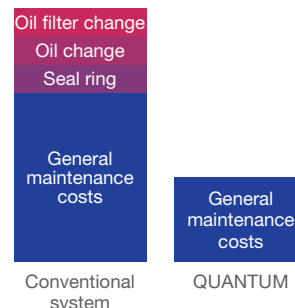 Oil filter change
Oil change
Seal ring
General
maintenance
costs
General
maintenance
costs
Conventional
system
QUANTUM